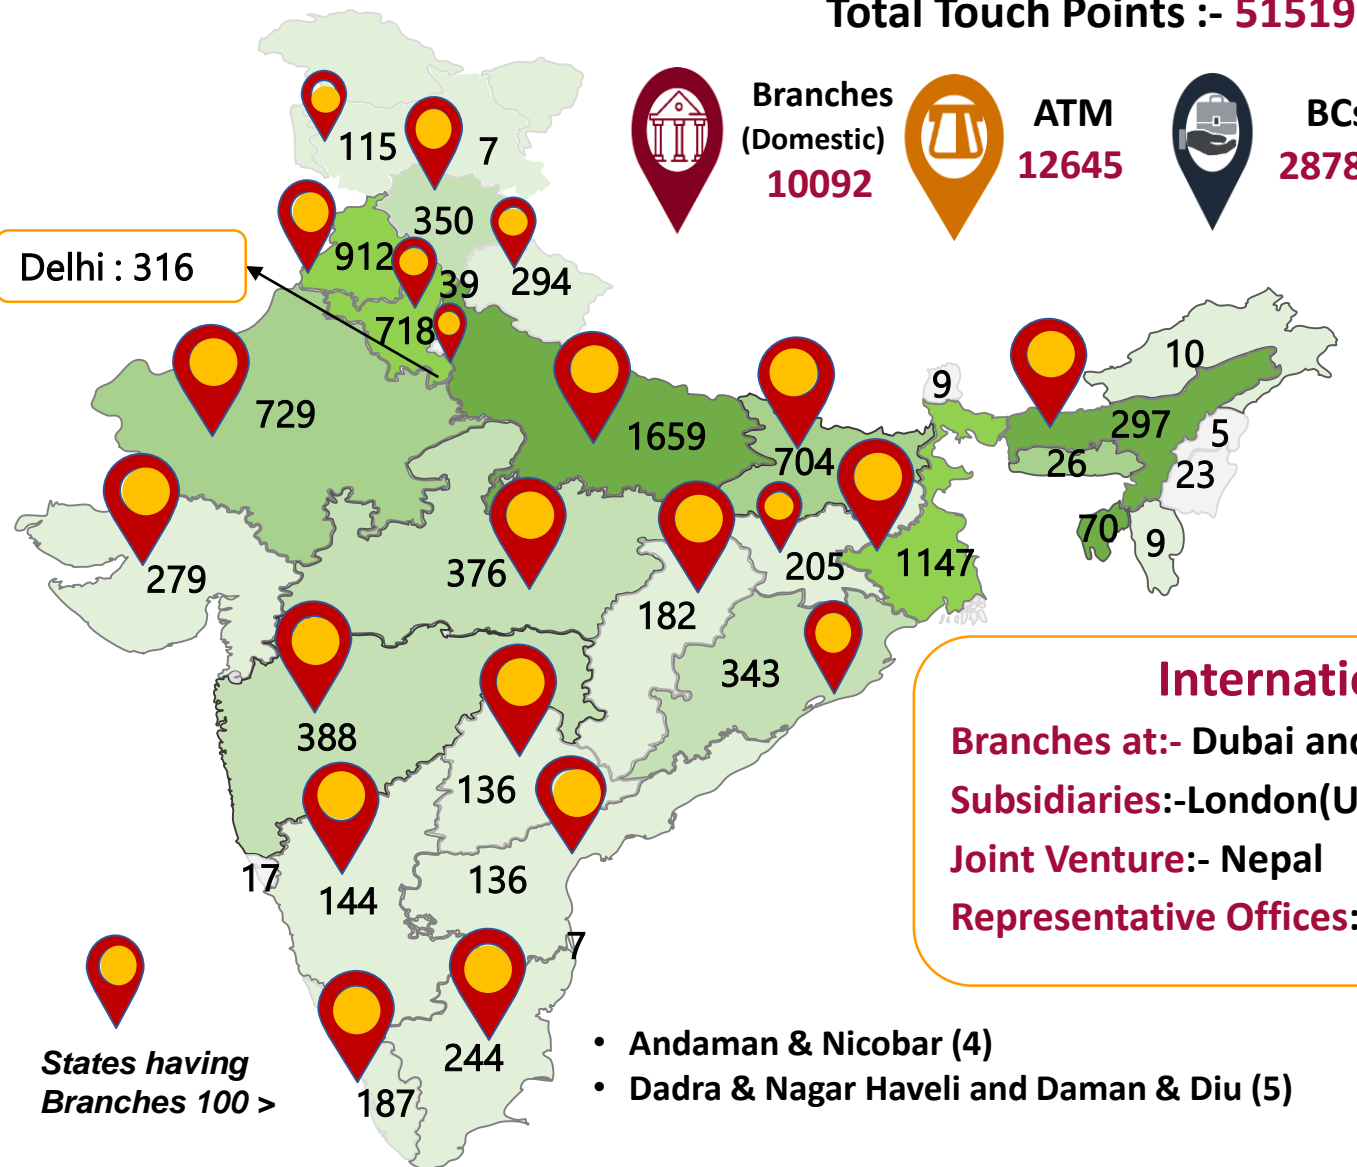 Total Touch Points :- 51519
Branches
(Domestic)
10092
ATM
12645
BCs
2878
115
7
350
912
39
294
Delhi : 316
718
729
1659
704
9
10
297
5
26
23
70
9
279
376
205
1147
182
343
388
136
136
17
144
7
244
187
Internati
Branches at:- Dubai and
Subsidiaries:-London(U
Joint Venture:- Nepal
Representative Offices:
States having
Branches 100 >
• Andaman & Nicobar (4)
• Dadra & Nagar Haveli and Daman & Diu (5)